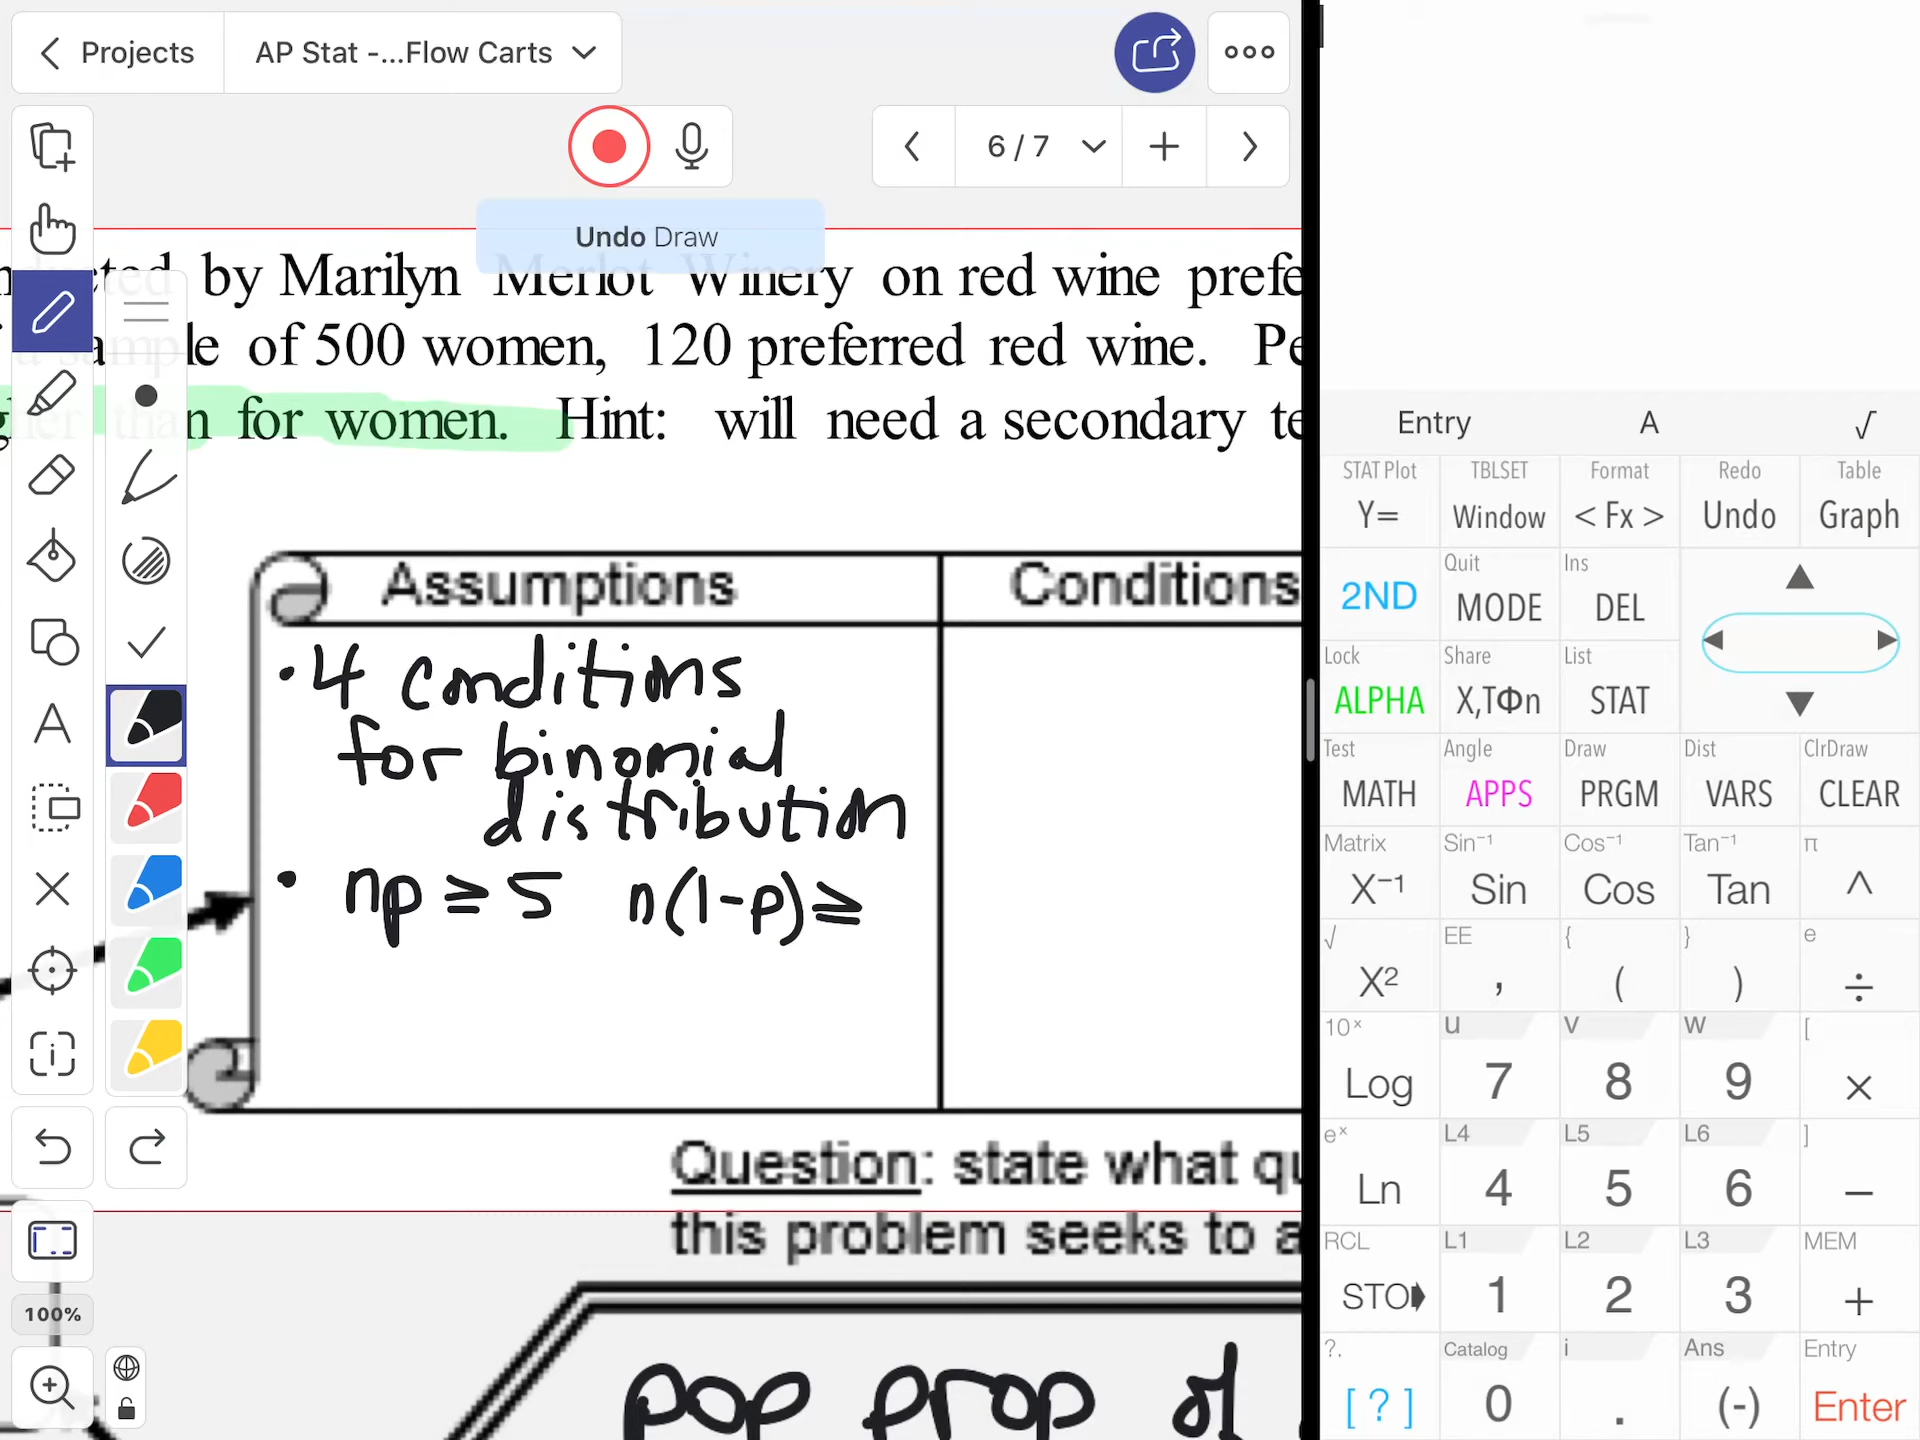 Projects
AP Stat -...Flow Carts
6 / 7
Undo Draw
by Marilyn Merlot Winery on red wine prefe
a sample of 500 women, 120 preferred red wine. Pe
than for women. Hint: will need a secondary te
Assumptions
Conditions
• 4 conditions
for binomial
distribution
• np ≥ 5 n(1-p) ≥
Question: state what qu
this problem seeks to a
pop prop of
100%
Entry A √
STAT Plot TBLSET Format Redo Table
Y= Window < Fx > Undo Graph
Quit Ins
2ND MODE DEL
Lock Share List
ALPHA X,TΦn STAT
Test Angle Draw Dist ClrDraw
MATH APPS PRGM VARS CLEAR
Matrix Sin⁻¹ Cos⁻¹ Tan⁻¹ π
X⁻¹ Sin Cos Tan ^
√ EE { } e
X² , ( ) ÷
10ˣ u v w [
Log 7 8 9 ×
eˣ L4 L5 L6 ]
Ln 4 5 6 −
RCL L1 L2 L3 MEM
STO 1 2 3 +
?. Catalog i Ans Entry
[ ? ] 0 . (-) Enter